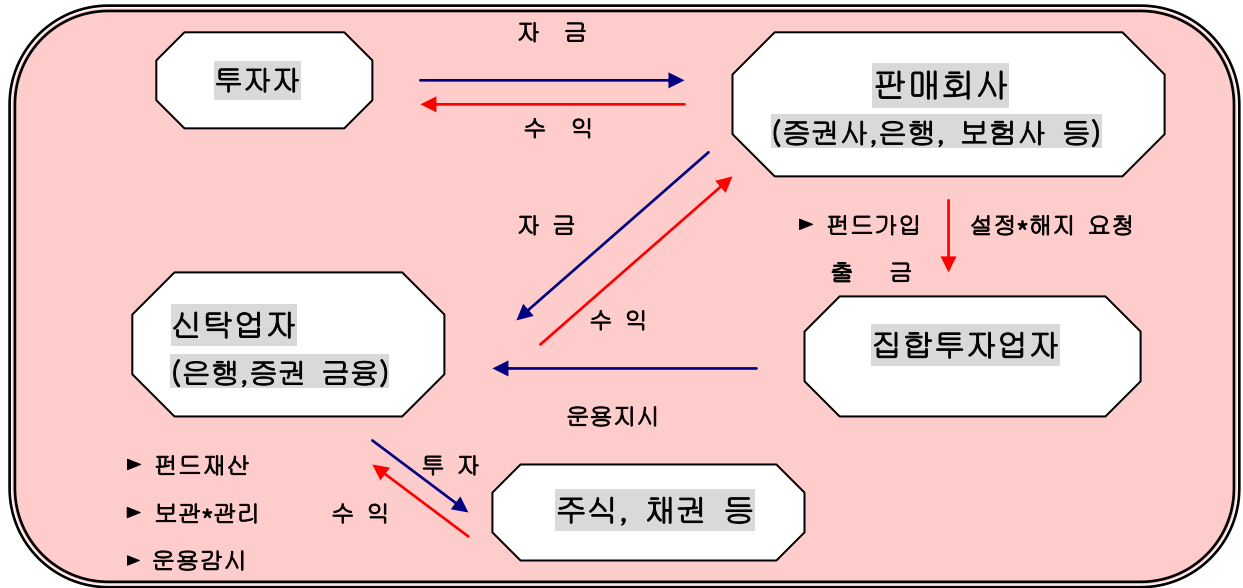 자 금
투자자
판매회사
(증권사,은행, 보험사 등)
수 익
자 금
► 펀드가입
설정*해지 요청
출 금
신탁업자
(은행,증권 금융)
수 익
집합투자업자
운용지시
► 펀드재산
투 자
► 보관*관리
수 익
주식, 채권 등
► 운용감시